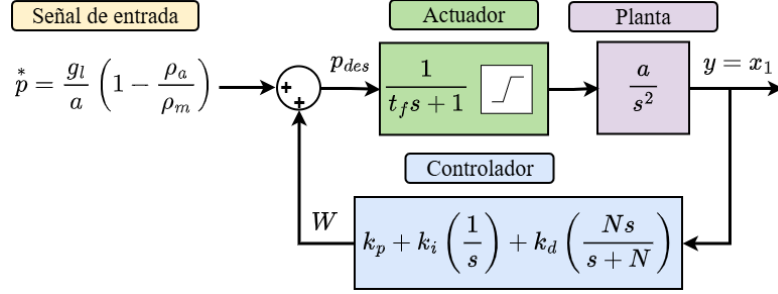 Señal de entrada
Actuador
Planta
p* = g_l/a (1 − ρ_a/ρ_m)
+
+
p_des
1/(t_f s + 1)
a/s²
y = x₁
Controlador
W
k_p + k_i (1/s) + k_d (Ns/(s + N))